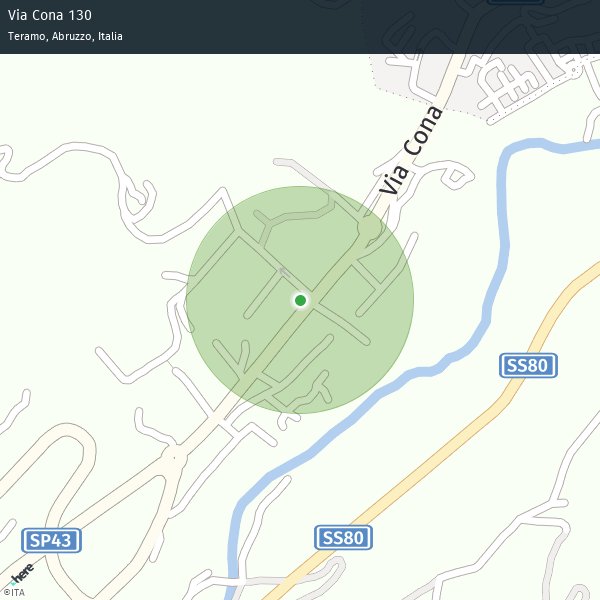 Via Cona 130
Teramo, Abruzzo, Italia
Via Cona
SS80
SS80
SP43
here
©ITA